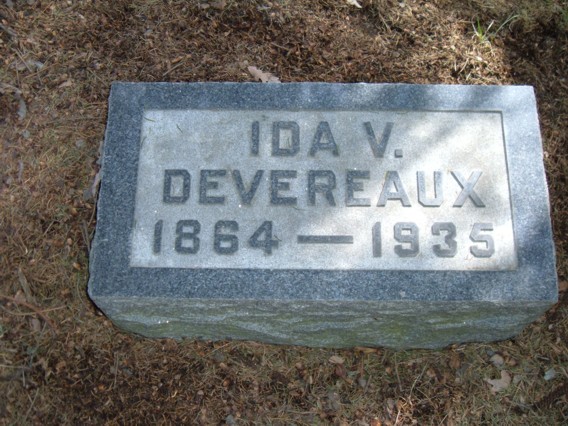 IDA V.
DEVEREAUX
1864 — 1935